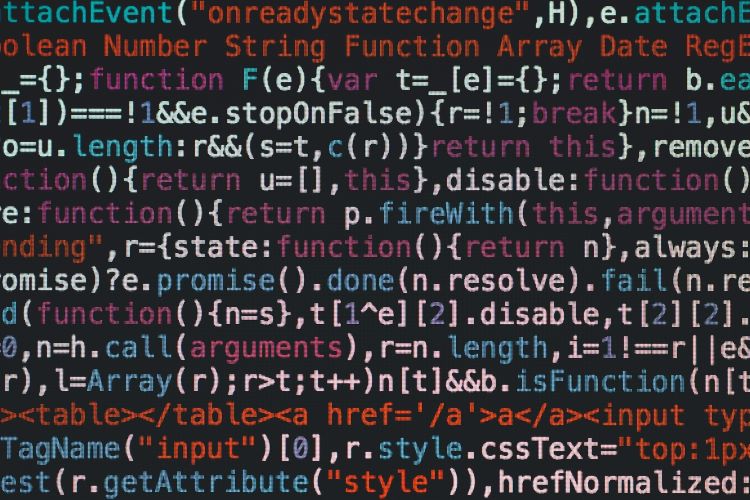 ttachEvent("onreadystatechange",H),e.attachE
oolean Number String Function Array Date RegE
_={};function F(e){var t=_[e]={};return b.ea
[1])===!1&&e.stopOnFalse){r=!1;break}n=!1,u&
o=u.length:r&&(s=t,c(r))}return this},remove
ction(){return u=[],this},disable:function()
re:function(){return p.fireWith(this,argument
nding",r={state:function(){return n},always:
omise)?e.promise().done(n.resolve).fail(n.re
d(function(){n=s},t[1^e][2].disable,t[2][2].
0,n=h.call(arguments),r=n.length,i=1!==r||e&
r),l=Array(r);r>t;t++)n[t]&&b.isFunction(n[t
><table></table><a href='/a'>a</a><input typ
TagName("input")[0],r.style.cssText="top:1px
est(r.getAttribute("style")),hrefNormalized: